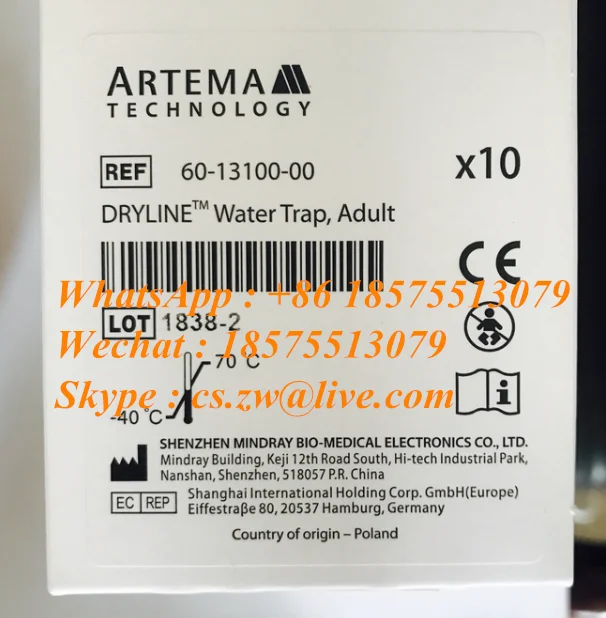 ARTEMA
TECHNOLOGY
REF 60-13100-00 x10
DRYLINE™ Water Trap, Adult
CE
WhatsApp : +86 18575513079
LOT 1838-2
Wechat : 18575513079
70 °C
Skype : cs.zw@live.com
i
-40 °C
SHENZHEN MINDRAY BIO-MEDICAL ELECTRONICS CO., LTD.
Mindray Building, Keji 12th Road South, Hi-tech Industrial Park,
Nanshan, Shenzhen, 518057 P.R. China
EC REP Shanghai International Holding Corp. GmbH(Europe)
Eiffestraβe 80, 20537 Hamburg, Germany
Country of origin – Poland